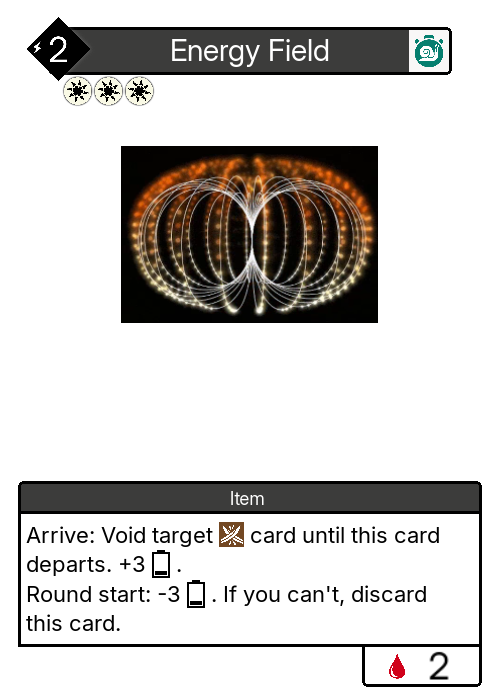 2
Energy Field
Item
Arrive: Void target card until this card
departs. +3 .
Round start: -3 . If you can't, discard
this card.
2